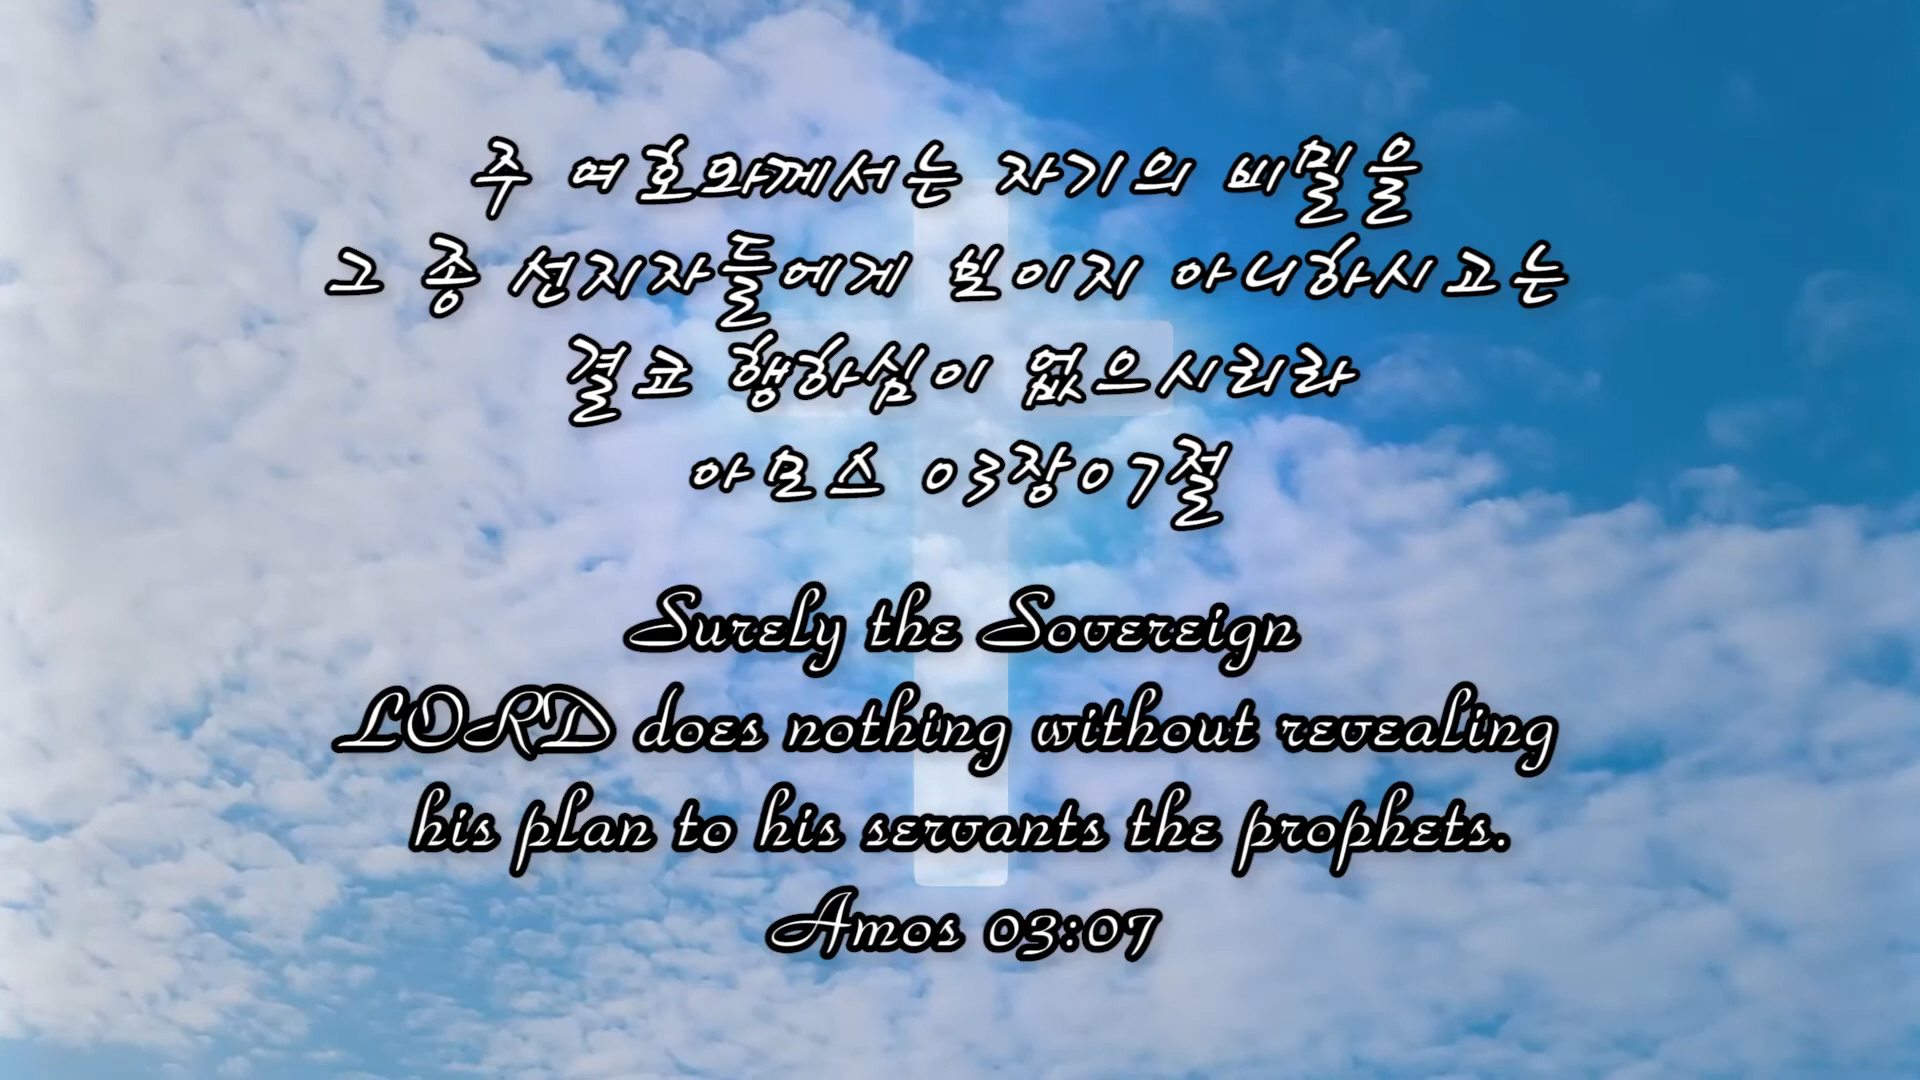 주 여호와께서는 자기의 비밀을
그 종 선지자들에게 보이지 아니하시고는
결코 행하심이 없으시리라
아모스 03장07절
Surely the Sovereign
LORD does nothing without revealing
his plan to his servants the prophets.
Amos 03:07